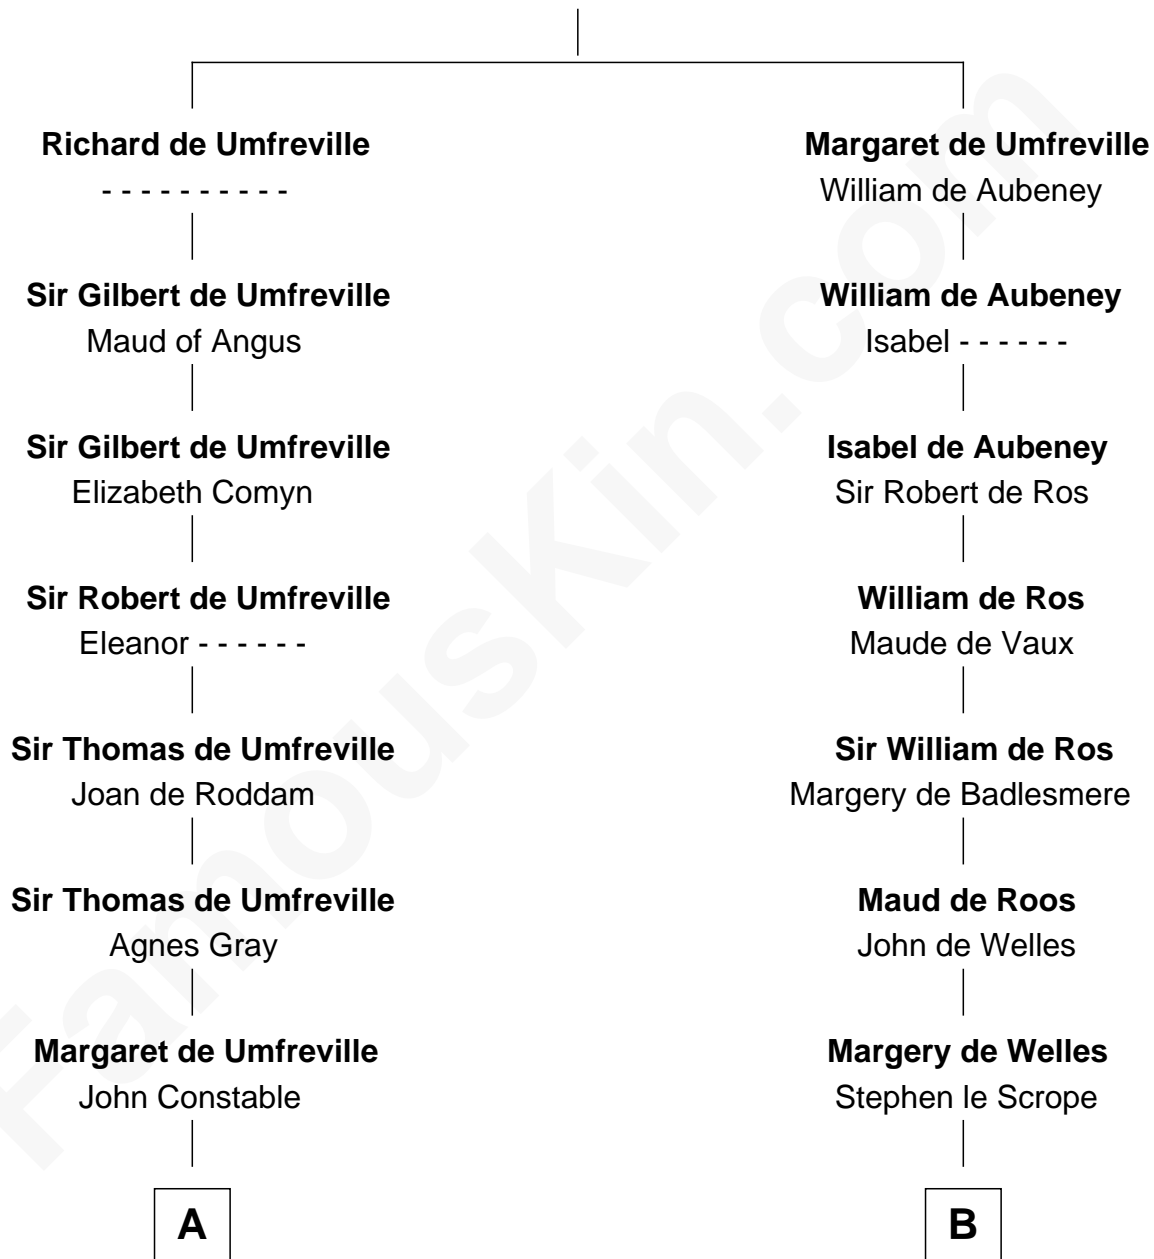 Richard de Umfreville
- - - - - - - - - -
Sir Gilbert de Umfreville
Maud of Angus
Sir Gilbert de Umfreville
Elizabeth Comyn
Sir Robert de Umfreville
Eleanor - - - - - -
Sir Thomas de Umfreville
Joan de Roddam
Sir Thomas de Umfreville
Agnes Gray
Margaret de Umfreville
John Constable
A
Margaret de Umfreville
William de Aubeney
William de Aubeney
Isabel - - - - - -
Isabel de Aubeney
Sir Robert de Ros
William de Ros
Maude de Vaux
Sir William de Ros
Margery de Badlesmere
Maud de Roos
John de Welles
Margery de Welles
Stephen le Scrope
B
FamousKin.com